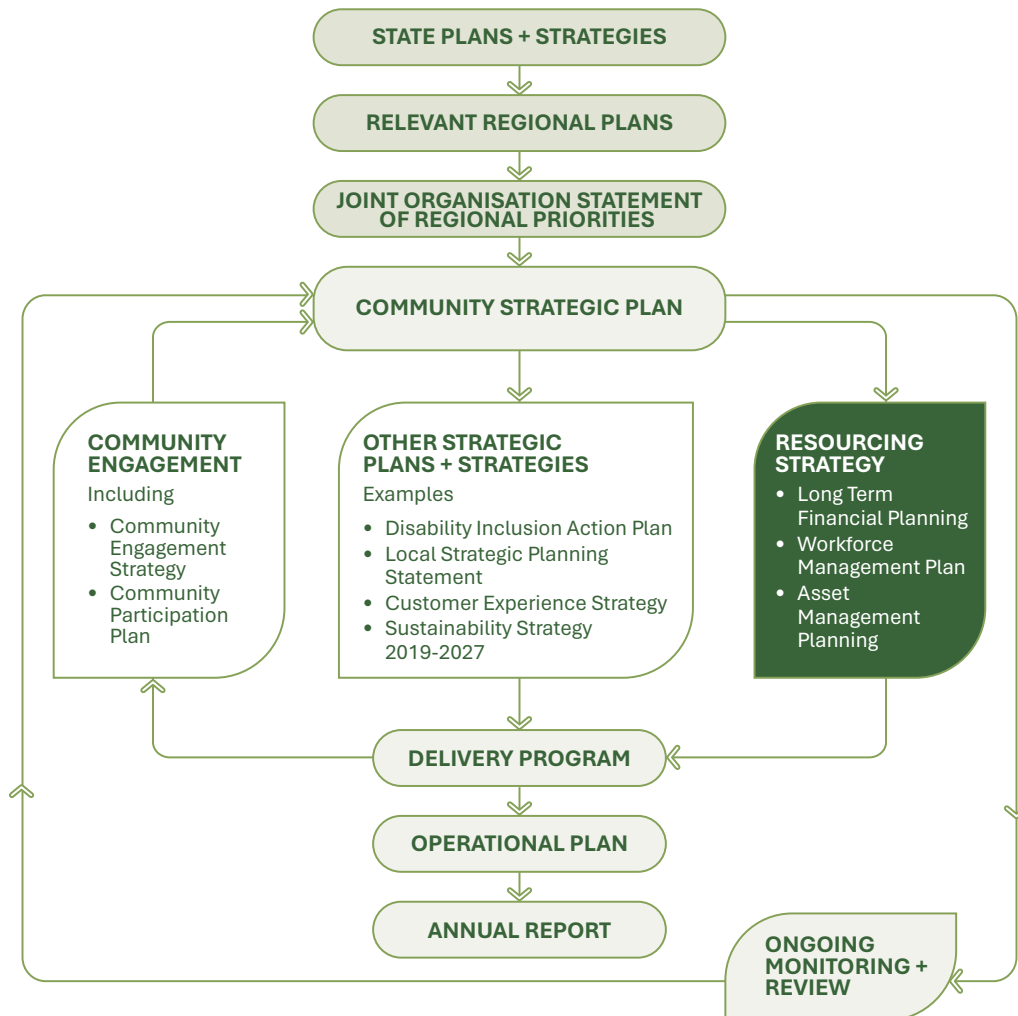 STATE PLANS + STRATEGIES
RELEVANT REGIONAL PLANS
JOINT ORGANISATION STATEMENT
OF REGIONAL PRIORITIES
COMMUNITY STRATEGIC PLAN
COMMUNITY
ENGAGEMENT
Including
• Community
Engagement
Strategy
• Community
Participation
Plan
OTHER STRATEGIC
PLANS + STRATEGIES
Examples
• Disability Inclusion Action Plan
• Local Strategic Planning
Statement
• Customer Experience Strategy
• Sustainability Strategy
2019-2027
RESOURCING
STRATEGY
• Long Term
Financial Planning
• Workforce
Management Plan
• Asset
Management
Planning
DELIVERY PROGRAM
OPERATIONAL PLAN
ANNUAL REPORT
ONGOING
MONITORING +
REVIEW